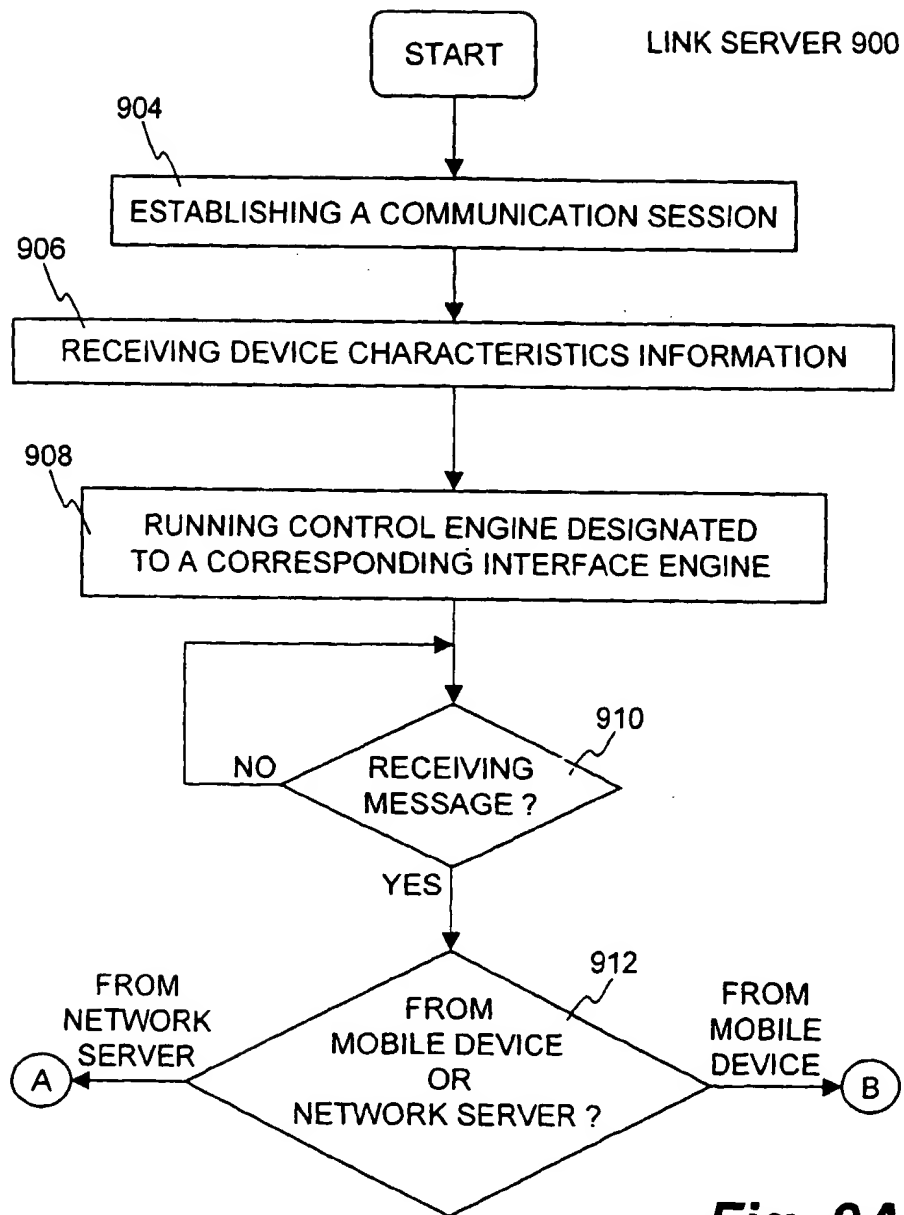 START
LINK SERVER 900
904
ESTABLISHING A COMMUNICATION SESSION
906
RECEIVING DEVICE CHARACTERISTICS INFORMATION
908
RUNNING CONTROL ENGINE DESIGNATED
TO A CORRESPONDING INTERFACE ENGINE
910
NO
RECEIVING
MESSAGE ?
YES
912
FROM
NETWORK
SERVER
FROM
MOBILE DEVICE
OR
NETWORK SERVER ?
FROM
MOBILE
DEVICE
A
B
Fig. 9A